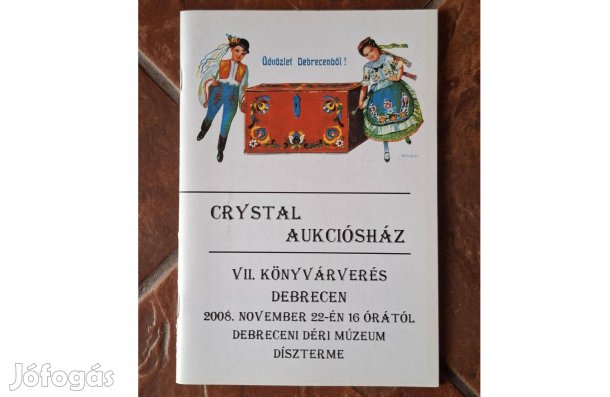 Üdvözlet Debrecenből!
CRYSTAL
AUKCIÓSHÁZ
VII. KÖNYVÁRVERÉS
DEBRECEN
2008. NOVEMBER 22-ÉN 16 ÓRÁTÓL
DEBRECENI DÉRI MÚZEUM
DÍSZTERME
Jófogás